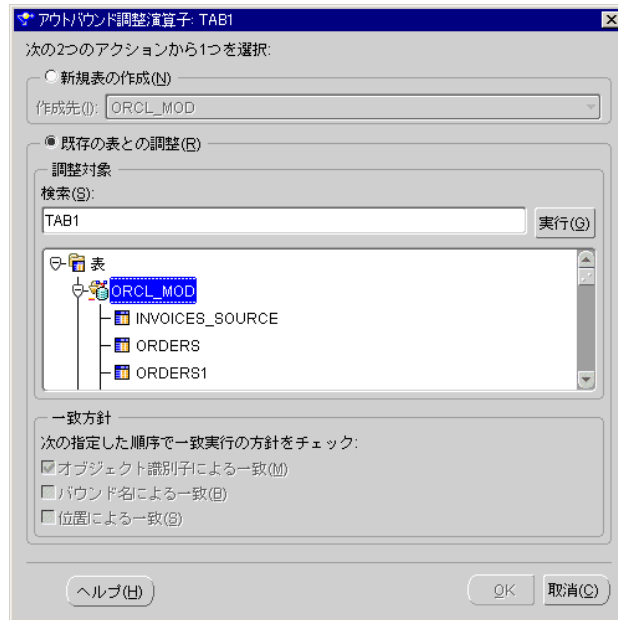 アウトバウンド調整演算子: TAB1
次の2つのアクションから1つを選択:
新規表の作成(N)
作成先(I): ORCL_MOD
既存の表との調整(R)
調整対象
検索(S):
TAB1 実行(G)
表
ORCL_MOD
INVOICES_SOURCE
ORDERS
ORDERS1
一致方針
次の指定した順序で一致実行の方針をチェック:
オブジェクト識別子による一致(M)
バウンド名による一致(B)
位置による一致(S)
ヘルプ(H) OK 取消(C)